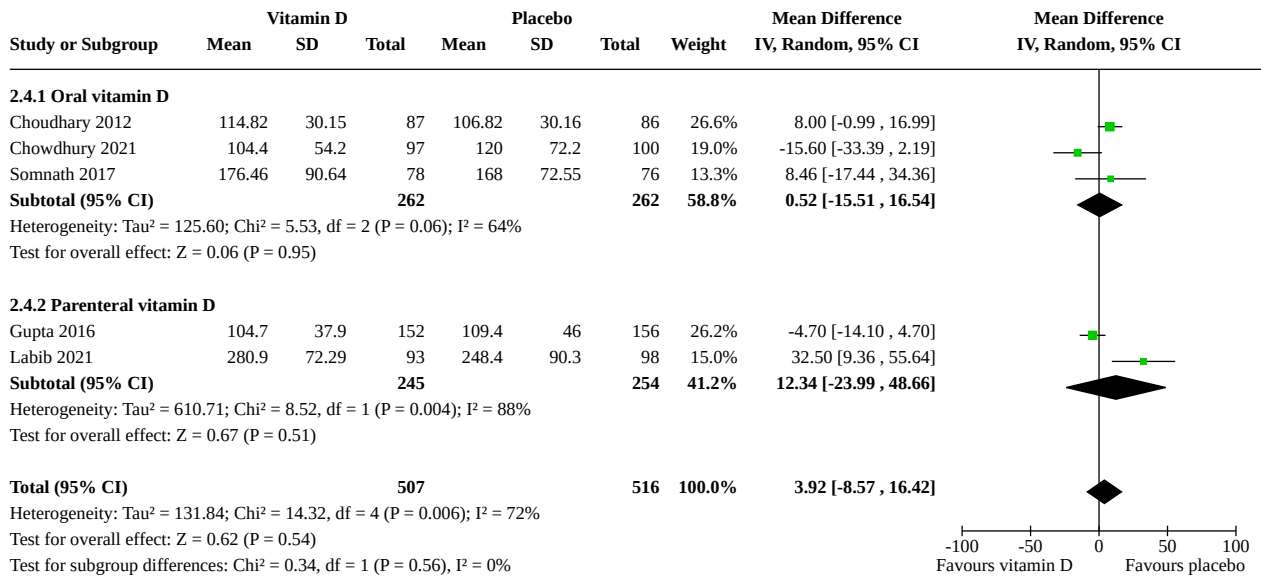 Vitamin D Placebo Mean Difference Mean Difference
Study or Subgroup Mean SD Total Mean SD Total Weight IV, Random, 95% CI IV, Random, 95% CI
2.4.1 Oral vitamin D
Choudhary 2012 114.82 30.15 87 106.82 30.16 86 26.6% 8.00 [-0.99 , 16.99]
Chowdhury 2021 104.4 54.2 97 120 72.2 100 19.0% -15.60 [-33.39 , 2.19]
Somnath 2017 176.46 90.64 78 168 72.55 76 13.3% 8.46 [-17.44 , 34.36]
Subtotal (95% CI) 262 262 58.8% 0.52 [-15.51 , 16.54]
Heterogeneity: Tau² = 125.60; Chi² = 5.53, df = 2 (P = 0.06); I² = 64%
Test for overall effect: Z = 0.06 (P = 0.95)
2.4.2 Parenteral vitamin D
Gupta 2016 104.7 37.9 152 109.4 46 156 26.2% -4.70 [-14.10 , 4.70]
Labib 2021 280.9 72.29 93 248.4 90.3 98 15.0% 32.50 [9.36 , 55.64]
Subtotal (95% CI) 245 254 41.2% 12.34 [-23.99 , 48.66]
Heterogeneity: Tau² = 610.71; Chi² = 8.52, df = 1 (P = 0.004); I² = 88%
Test for overall effect: Z = 0.67 (P = 0.51)
Total (95% CI) 507 516 100.0% 3.92 [-8.57 , 16.42]
Heterogeneity: Tau² = 131.84; Chi² = 14.32, df = 4 (P = 0.006); I² = 72%
Test for overall effect: Z = 0.62 (P = 0.54)
Test for subgroup differences: Chi² = 0.34, df = 1 (P = 0.56), I² = 0%
-100 -50 0 50 100
Favours vitamin D Favours placebo